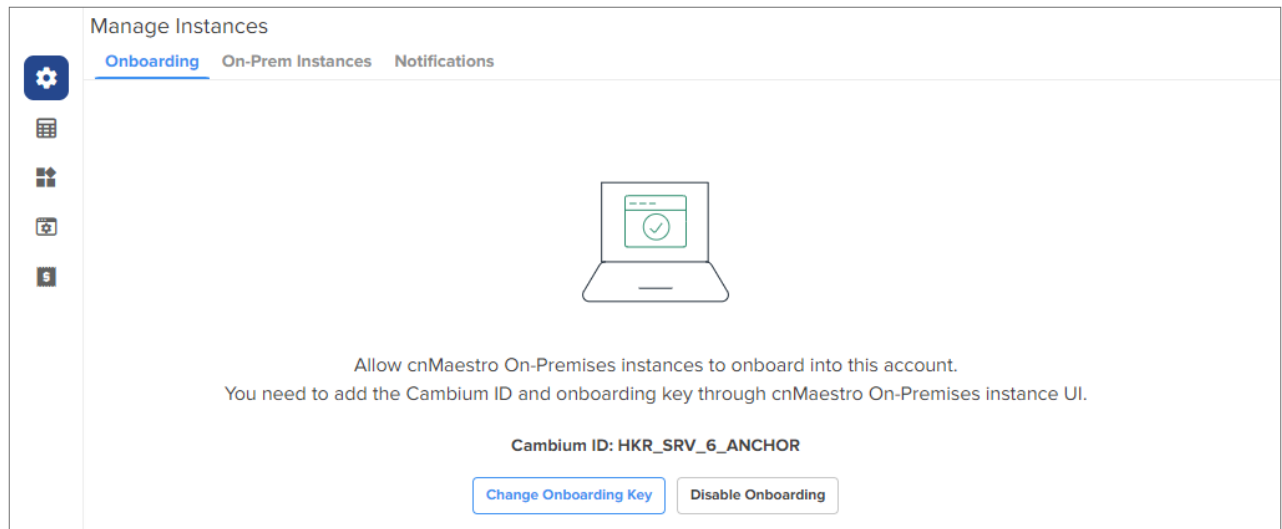 Manage Instances
Onboarding On-Prem Instances Notifications
Allow cnMaestro On-Premises instances to onboard into this account.
You need to add the Cambium ID and onboarding key through cnMaestro On-Premises instance UI.
Cambium ID: HKR_SRV_6_ANCHOR
Change Onboarding Key Disable Onboarding